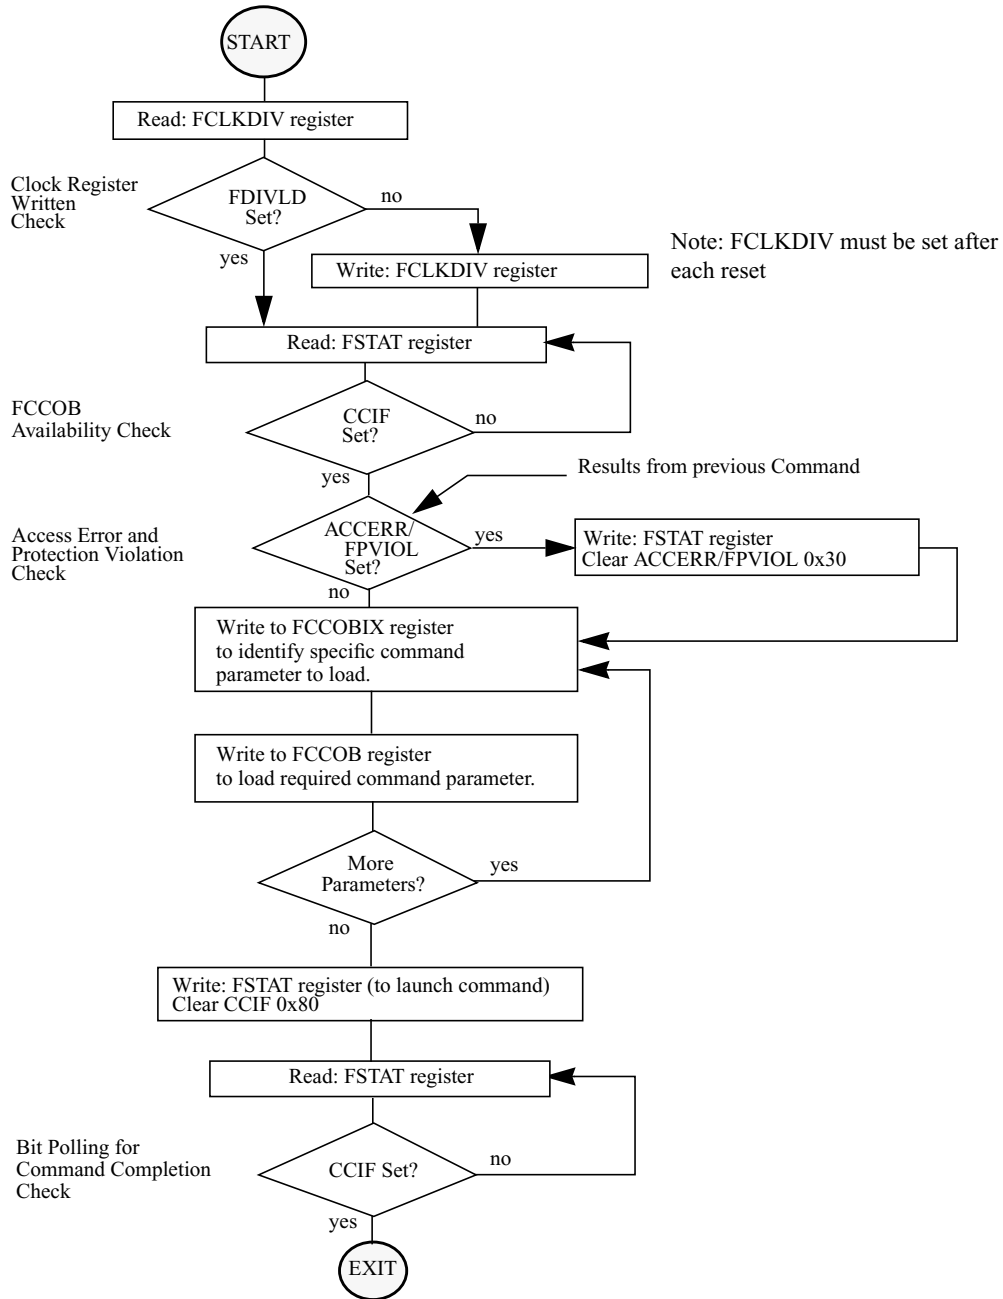 START
Read: FCLKDIV register
Clock Register
Written
Check
FDIVLD
Set?
no
yes
Note: FCLKDIV must be set after
each reset
Write: FCLKDIV register
Read: FSTAT register
FCCOB
Availability Check
CCIF
Set?
no
yes
Results from previous Command
Access Error and
Protection Violation
Check
ACCERR/
FPVIOL
Set?
yes
no
Write: FSTAT register
Clear ACCERR/FPVIOL 0x30
Write to FCCOBIX register
to identify specific command
parameter to load.
Write to FCCOB register
to load required command parameter.
More
Parameters?
yes
no
Write: FSTAT register (to launch command)
Clear CCIF 0x80
Read: FSTAT register
Bit Polling for
Command Completion
Check
CCIF Set?
no
yes
EXIT